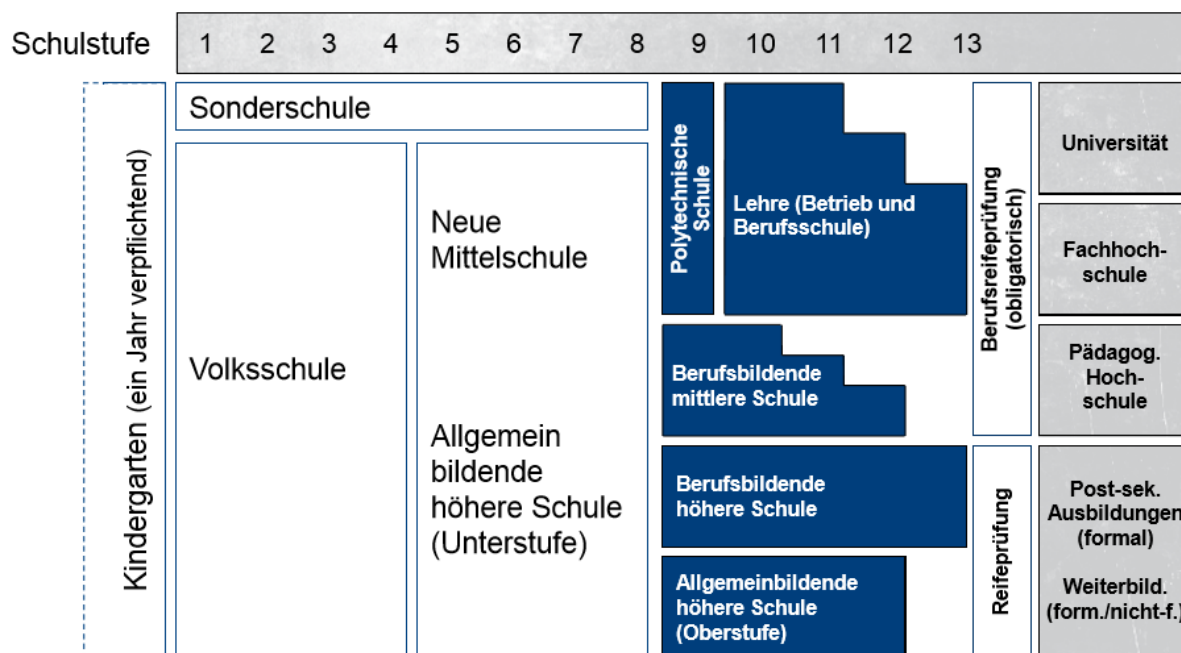 Schulstufe 1 2 3 4 5 6 7 8 9 10 11 12 13
Kindergarten (ein Jahr verpflichtend)
Sonderschule
Volksschule
Neue
Mittelschule
Allgemein
bildende
höhere Schule
(Unterstufe)
Polytechnische
Schule
Lehre (Betrieb und
Berufsschule)
Berufsbildende
mittlere Schule
Berufsbildende
höhere Schule
Allgemeinbildende
höhere Schule
(Oberstufe)
Berufsreifeprüfung
(obligatorisch)
Reifeprüfung
Universität
Fachhoch-
schule
Pädagog.
Hoch-
schule
Post-sek.
Ausbildungen
(formal)
Weiterbild.
(form./nicht-f.)